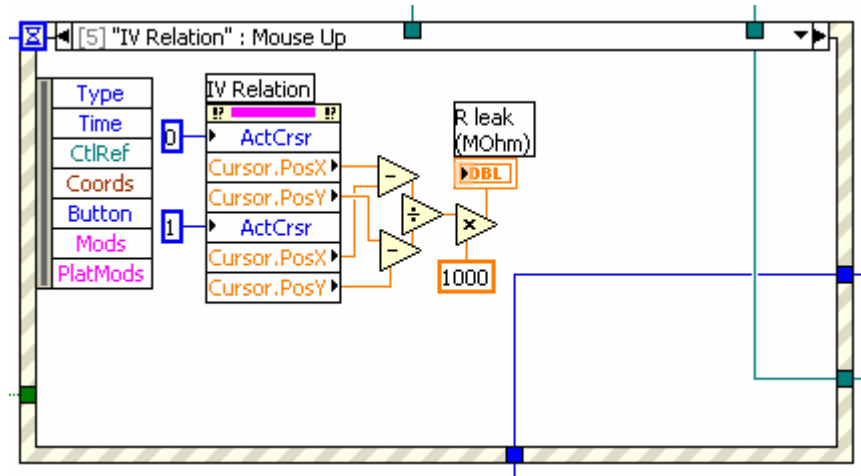 [5] "IV Relation" : Mouse Up
Type
Time
CtlRef
Coords
Button
Mods
PlatMods
IV Relation
!? !?
0
ActCrsr
Cursor.PosX
Cursor.PosY
1
ActCrsr
Cursor.PosX
Cursor.PosY
-
-
÷
x
R leak
(MOhm)
DBL
1000